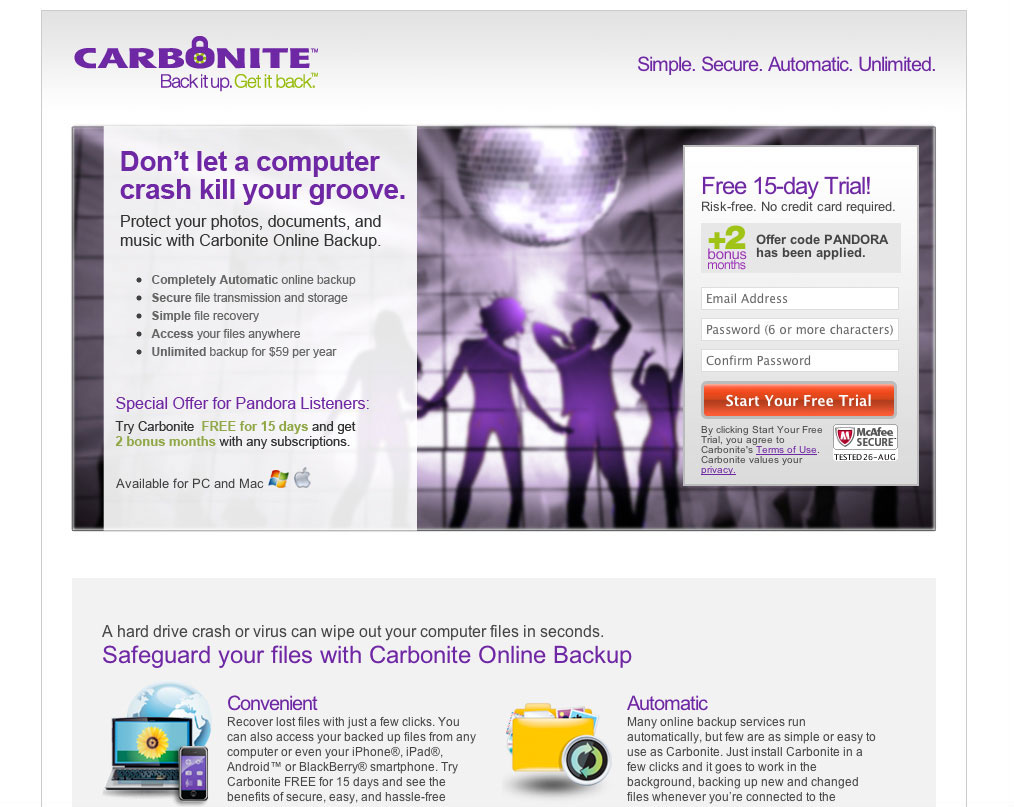 CARBONITE™
Back it up. Get it back.™
Simple. Secure. Automatic. Unlimited.
Don't let a computer
crash kill your groove.
Protect your photos, documents, and
music with Carbonite Online Backup.
• Completely Automatic online backup
• Secure file transmission and storage
• Simple file recovery
• Access your files anywhere
• Unlimited backup for $59 per year
Special Offer for Pandora Listeners:
Try Carbonite FREE for 15 days and get
2 bonus months with any subscriptions.
Available for PC and Mac
Free 15-day Trial!
Risk-free. No credit card required.
+2
bonus
months
Offer code PANDORA
has been applied.
Email Address
Password (6 or more characters)
Confirm Password
Start Your Free Trial
By clicking Start Your Free
Trial, you agree to
Carbonite's Terms of Use.
Carbonite values your
privacy.
McAfee
SECURE™
TESTED 26-AUG
A hard drive crash or virus can wipe out your computer files in seconds.
Safeguard your files with Carbonite Online Backup
Convenient
Recover lost files with just a few clicks. You
can also access your backed up files from any
computer or even your iPhone®, iPad®,
Android™ or BlackBerry® smartphone. Try
Carbonite FREE for 15 days and see the
benefits of secure, easy, and hassle-free
Automatic
Many online backup services run
automatically, but few are as simple or easy to
use as Carbonite. Just install Carbonite in a
few clicks and it goes to work in the
background, backing up new and changed
files whenever you're connected to the